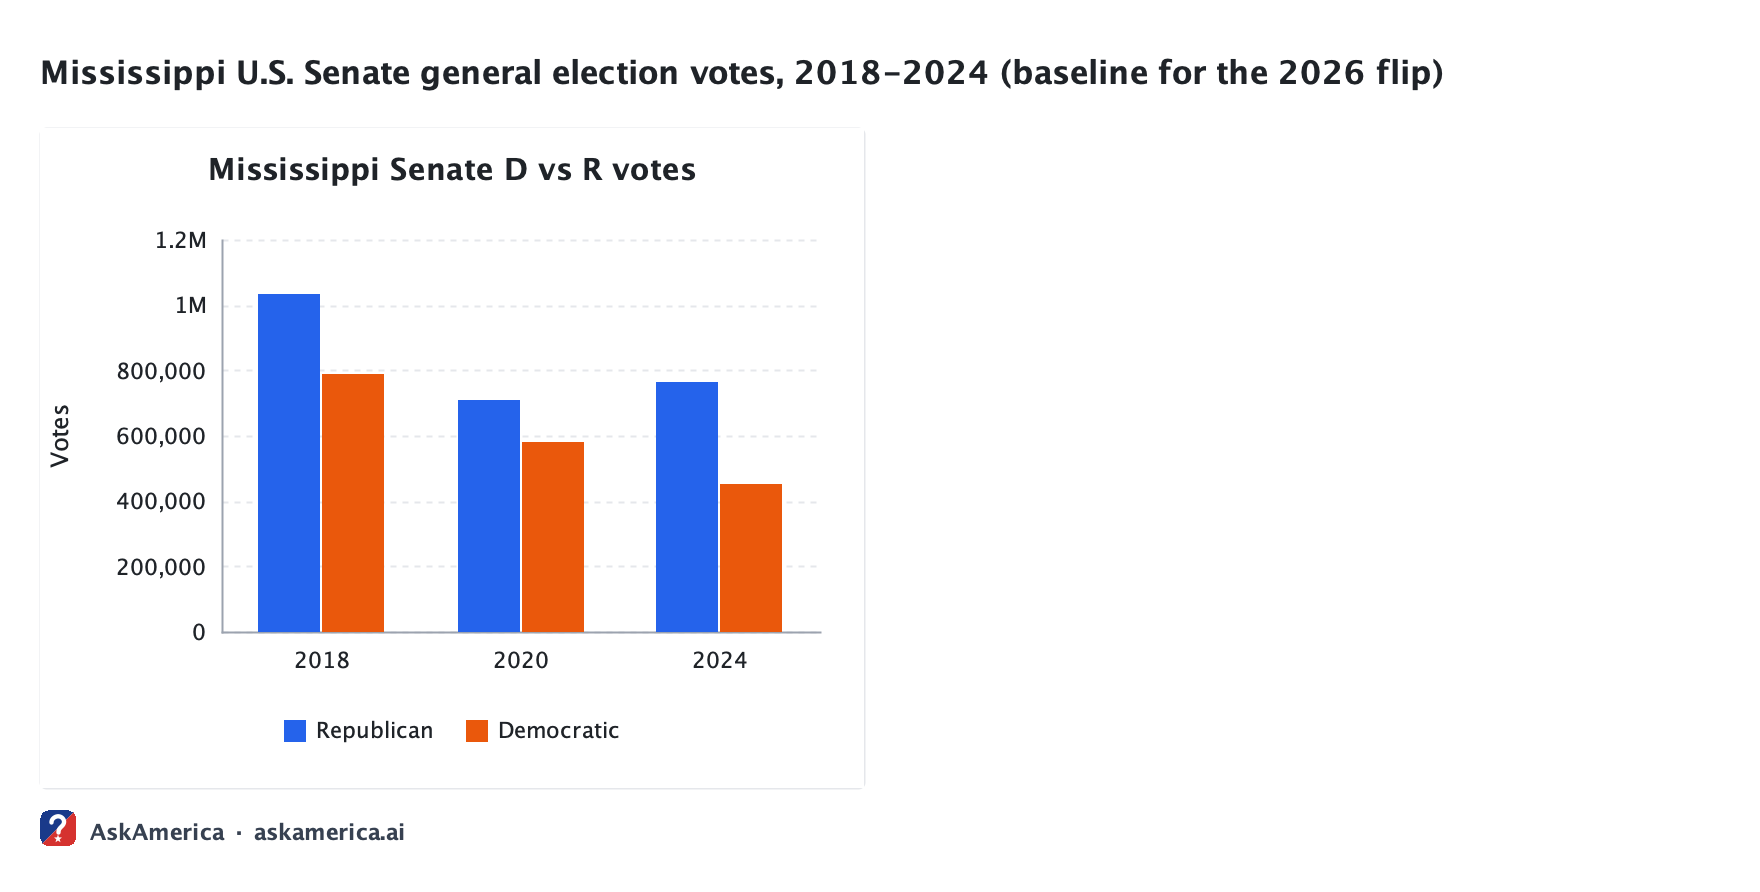 Mississippi U.S. Senate general election votes, 2018–2024 (baseline for the 2026 flip)
Mississippi Senate D vs R votes
1.2M
1M
800,000
600,000
400,000
200,000
0
Votes
2018 2020 2024
Republican Democratic
AskAmerica · askamerica.ai